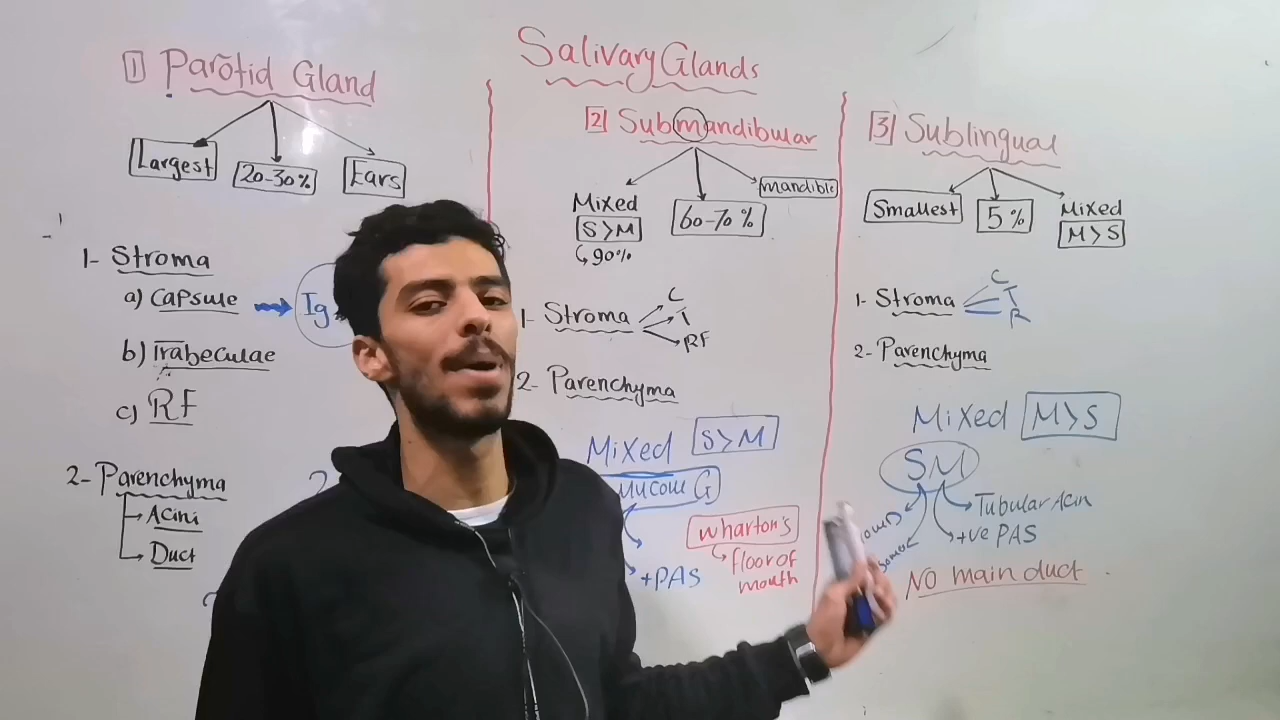 Salivary Glands
1 Parotid Gland
Largest
20-30%
Ears
1- Stroma
a) Capsule
Ig
b) Trabeculae
c) RF
2- Parenchyma
Acini
Duct
2 Submandibular
Mixed
S>M
90%
60-70%
mandible
1- Stroma
C
T
RF
2- Parenchyma
Mixed S>M
Mucous G
+PAS
Wharton's
floor of
mouth
3 Sublingual
Smallest
5%
Mixed
M>S
1- Stroma
C
T
R
2- Parenchyma
Mixed M>S
SM
Tubular Acin
+ve PAS
No main duct